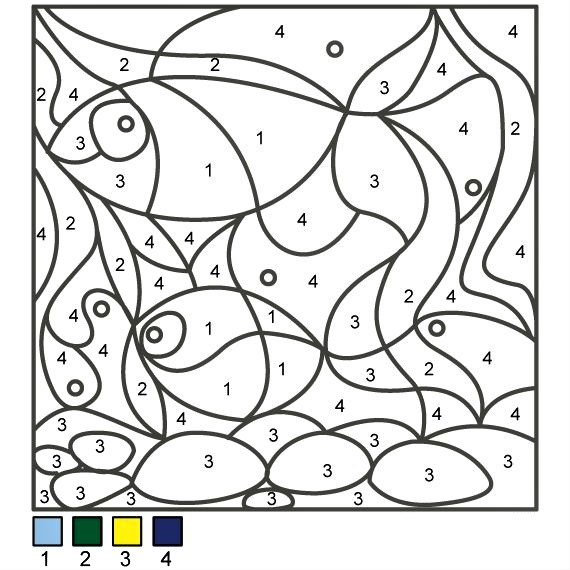 4 4
2 2 4
2 4 3
4 2
3 1
3 1 3
4 2 4
4 4
4
2 4
4 4 2 4
4 1 1 3
4 4 4
4 1 1 3 2
2
4 4 4 4
3 3 3
3 3 3
3 3 3
3 3 3 3 3
1 2 3 4